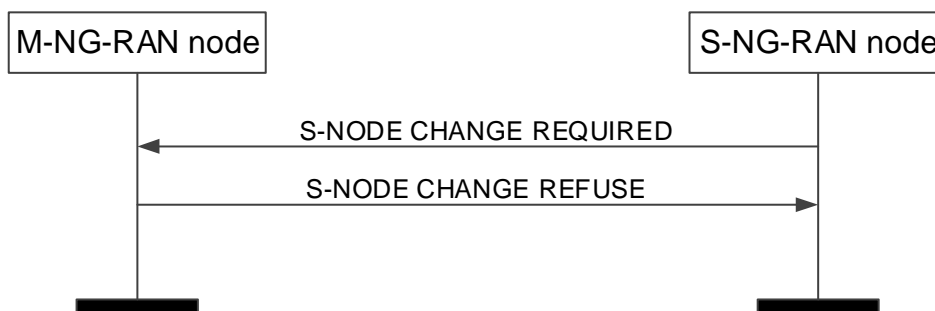 M-NG-RAN node
S-NG-RAN node
S-NODE CHANGE REQUIRED
S-NODE CHANGE REFUSE